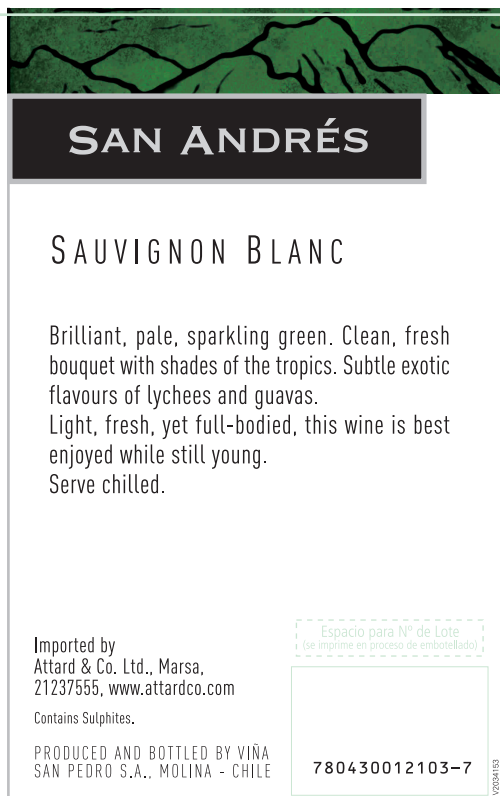 SAN ANDRÉS
SAUVIGNON BLANC
Brilliant, pale, sparkling green. Clean, fresh
bouquet with shades of the tropics. Subtle exotic
flavours of lychees and guavas.
Light, fresh, yet full-bodied, this wine is best
enjoyed while still young.
Serve chilled.
Espacio para Nº de Lote
(se imprime en proceso de embotellado)
Imported by
Attard & Co. Ltd., Marsa,
21237555, www.attardco.com
Contains Sulphites.
PRODUCED AND BOTTLED BY VIÑA
SAN PEDRO S.A., MOLINA - CHILE
780430012103-7
V2034153